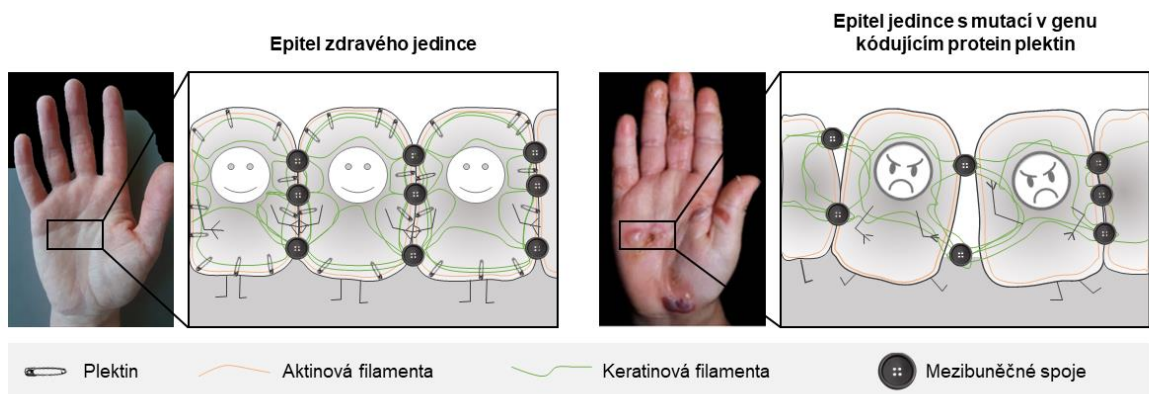 Epitel zdravého jedince
Epitel jedince s mutací v genu
kódujícím protein plektin
Plektin
Aktinová filamenta
Keratinová filamenta
Mezibuněčné spoje